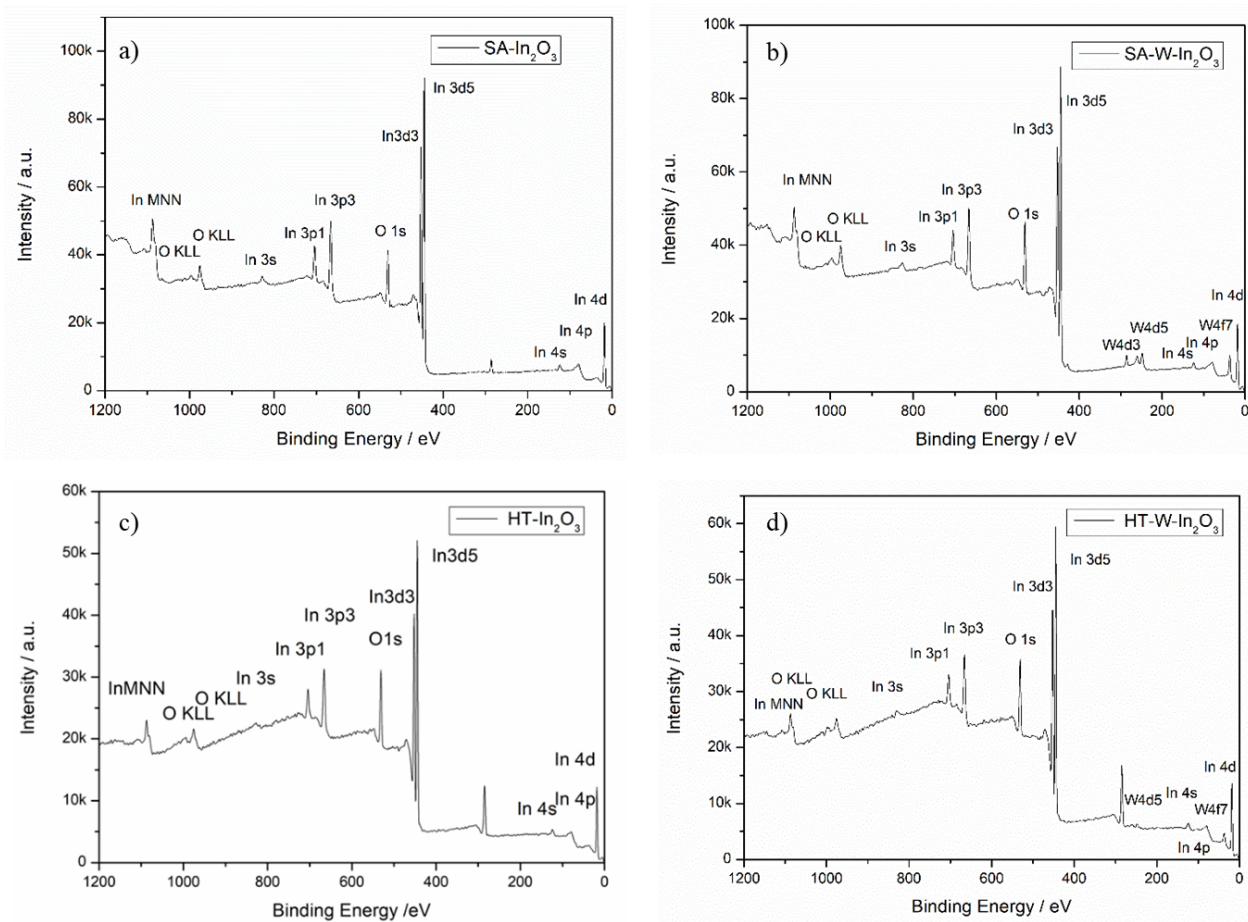 a)
SA-In₂O₃
100k
80k
60k
40k
20k
0
Intensity / a.u.
In 3d5
In3d3
In MNN
In 3p3
In 3p1
O 1s
O KLL
O KLL
In 3s
In 4d
In 4p
In 4s
1200 1000 800 600 400 200 0
Binding Energy / eV
b)
SA-W-In₂O₃
100k
80k
60k
40k
20k
0
Intensity / a.u.
In 3d5
In 3d3
In MNN
In 3p3
In 3p1
O 1s
O KLL
O KLL
In 3s
In 4d
W4d5
W4f7
W4d3
In 4p
In 4s
1200 1000 800 600 400 200 0
Binding Energy / eV
c)
HT-In₂O₃
60k
50k
40k
30k
20k
10k
0
Intensity / a.u.
In3d5
In3d3
In 3p3
O1s
In 3p1
In 3s
InMNN
O KLL
O KLL
In 4d
In 4s
In 4p
1200 1000 800 600 400 200 0
Binding Energy /eV
d)
HT-W-In₂O₃
60k
50k
40k
30k
20k
10k
0
Intensity / a.u.
In 3d5
In 3d3
In 3p3
O 1s
In 3p1
O KLL
O KLL
In 3s
In MNN
In 4d
In 4s
W4d5
W4f7
In 4p
1200 1000 800 600 400 200 0
Binding Energy / eV